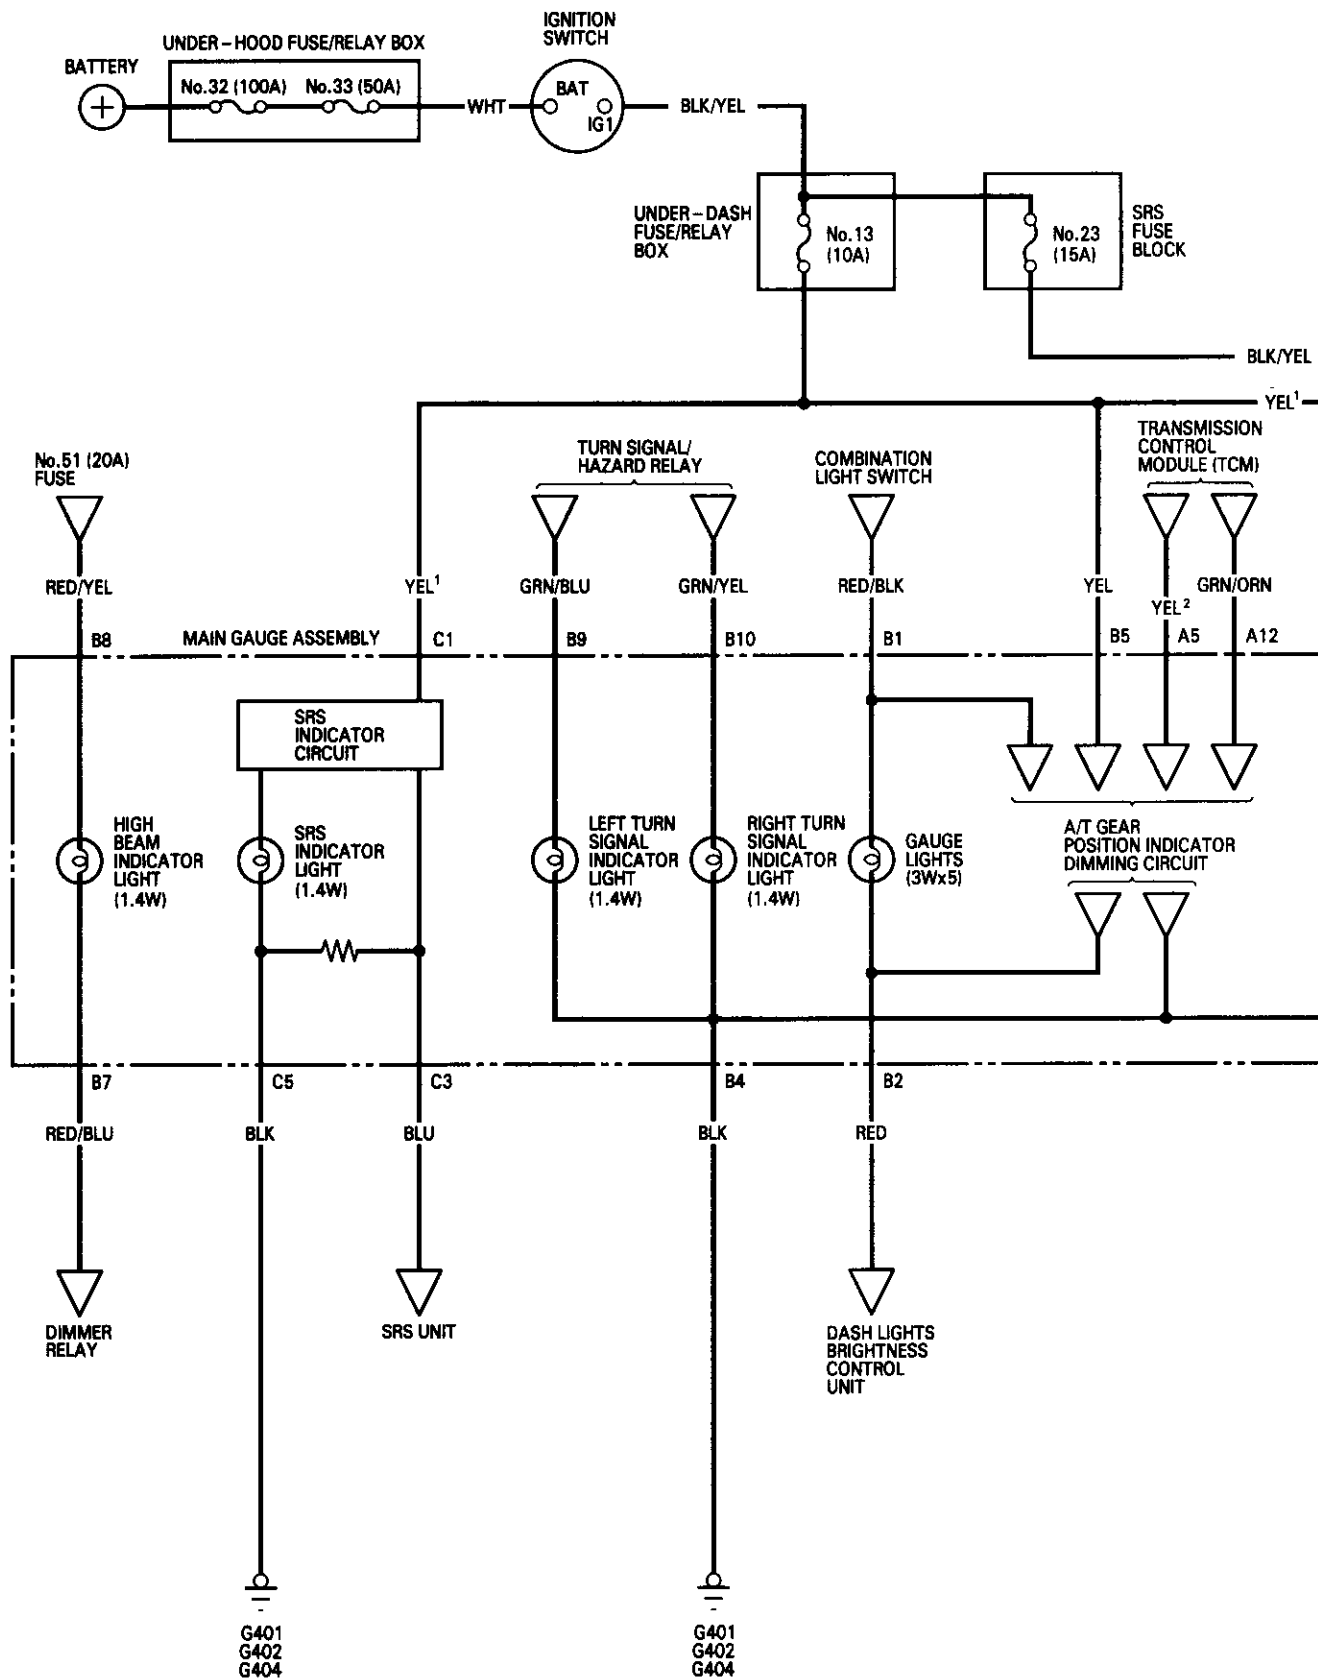 IGNITION
SWITCH
UNDER-HOOD FUSE/RELAY BOX
BATTERY
No.32 (100A) No.33 (50A)
+
WHT
BAT
IG1
BLK/YEL
UNDER-DASH
FUSE/RELAY
BOX
No.13
(10A)
No.23
(15A)
SRS
FUSE
BLOCK
BLK/YEL
YEL¹
No.51 (20A)
FUSE
TURN SIGNAL/
HAZARD RELAY
COMBINATION
LIGHT SWITCH
TRANSMISSION
CONTROL
MODULE (TCM)
RED/YEL
YEL¹
GRN/BLU
GRN/YEL
RED/BLK
YEL
YEL²
GRN/ORN
B8
MAIN GAUGE ASSEMBLY
C1
B9
B10
B1
B5
A5
A12
SRS
INDICATOR
CIRCUIT
HIGH
BEAM
INDICATOR
LIGHT
(1.4W)
SRS
INDICATOR
LIGHT
(1.4W)
LEFT TURN
SIGNAL
INDICATOR
LIGHT
(1.4W)
RIGHT TURN
SIGNAL
INDICATOR
LIGHT
(1.4W)
GAUGE
LIGHTS
(3Wx5)
A/T GEAR
POSITION INDICATOR
DIMMING CIRCUIT
B7
C5
C3
B4
B2
RED/BLU
BLK
BLU
BLK
RED
DIMMER
RELAY
SRS UNIT
DASH LIGHTS
BRIGHTNESS
CONTROL
UNIT
G401
G402
G404
G401
G402
G404